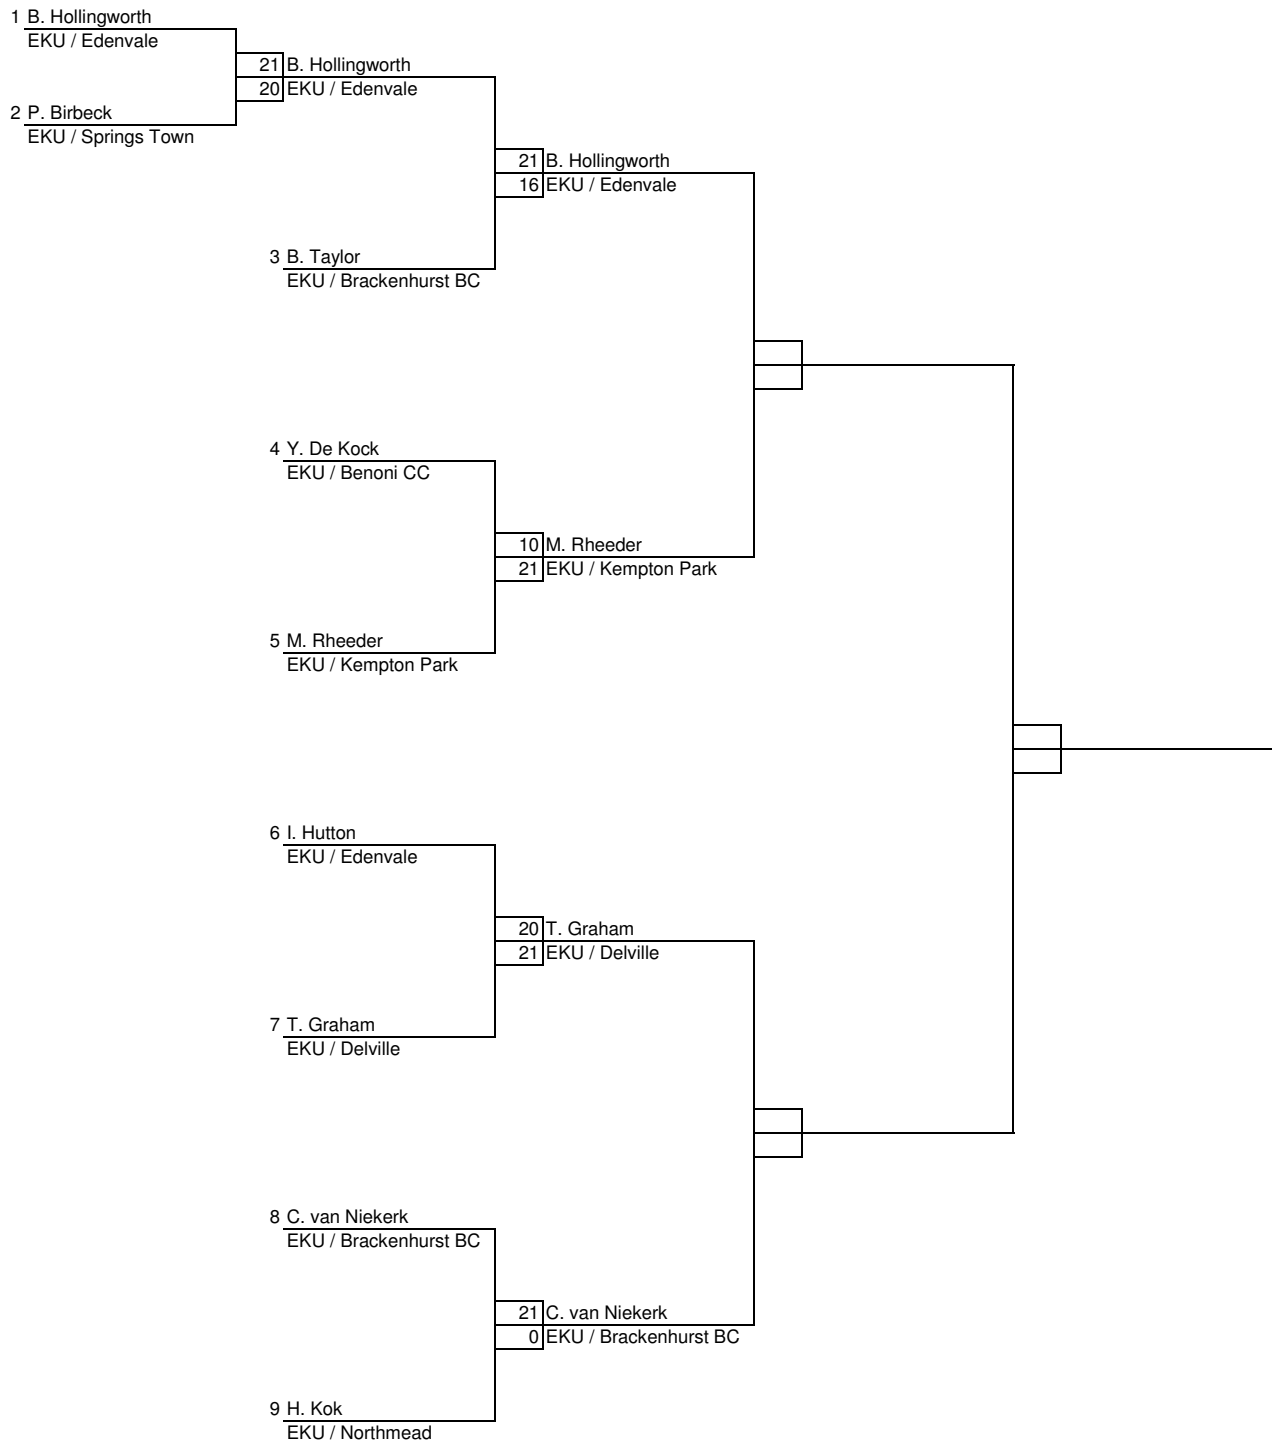 1 B. Hollingworth
EKU / Edenvale
21 B. Hollingworth
20 EKU / Edenvale
2 P. Birbeck
EKU / Springs Town
21 B. Hollingworth
16 EKU / Edenvale
3 B. Taylor
EKU / Brackenhurst BC
4 Y. De Kock
EKU / Benoni CC
10 M. Rheeder
21 EKU / Kempton Park
5 M. Rheeder
EKU / Kempton Park
6 I. Hutton
EKU / Edenvale
20 T. Graham
21 EKU / Delville
7 T. Graham
EKU / Delville
8 C. van Niekerk
EKU / Brackenhurst BC
21 C. van Niekerk
0 EKU / Brackenhurst BC
9 H. Kok
EKU / Northmead